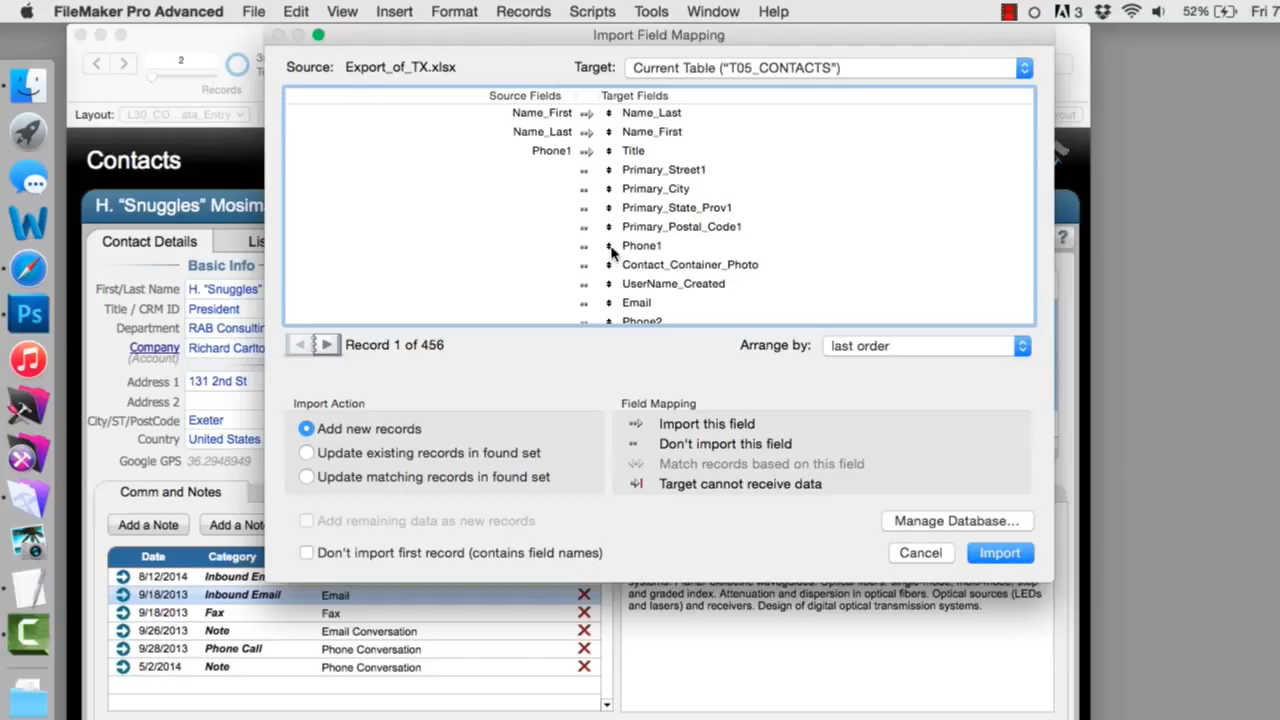 FileMaker Pro Advanced File Edit View Insert Format Records Scripts Tools Window Help 3 52% Fri 7
Import Field Mapping
2
Records
Layout: L30_CO...ata_Entry
Source: Export_of_TX.xlsx Target: Current Table ("T05_CONTACTS")
Source Fields Target Fields
Name_First Name_Last
Name_Last Name_First
Phone1 Title
Primary_Street1
Primary_City
Primary_State_Prov1
Primary_Postal_Code1
Phone1
Contact_Container_Photo
UserName_Created
Email
Phone2
Record 1 of 456 Arrange by: last order
Import Action
Add new records
Update existing records in found set
Update matching records in found set
Add remaining data as new records
Don't import first record (contains field names)
Field Mapping
Import this field
Don't import this field
Match records based on this field
Target cannot receive data
Manage Database...
Cancel Import
Contacts
H. "Snuggles" Mosim
Contact Details Lis
?
Basic Info
First/Last Name H. "Snuggles"
Title / CRM ID President
Department RAB Consultin
Company Richard Carlto
(Account)
Address 1 131 2nd St
Address 2
City/ST/PostCode Exeter
Country United States
Google GPS 36.2948949
Comm and Notes
Add a Note Add a Not
Date Category
8/12/2014 Inbound En
9/18/2013 Inbound Email Email
9/18/2013 Fax Fax
9/26/2013 Note Email Conversation
9/28/2013 Phone Call Phone Conversation
5/2/2014 Note Phone Conversation
and graded index. Attenuation and dispersion in optical fibers. Optical sources (LEDs
and lasers) and receivers. Design of digital optical transmission systems.
W
Ps
C